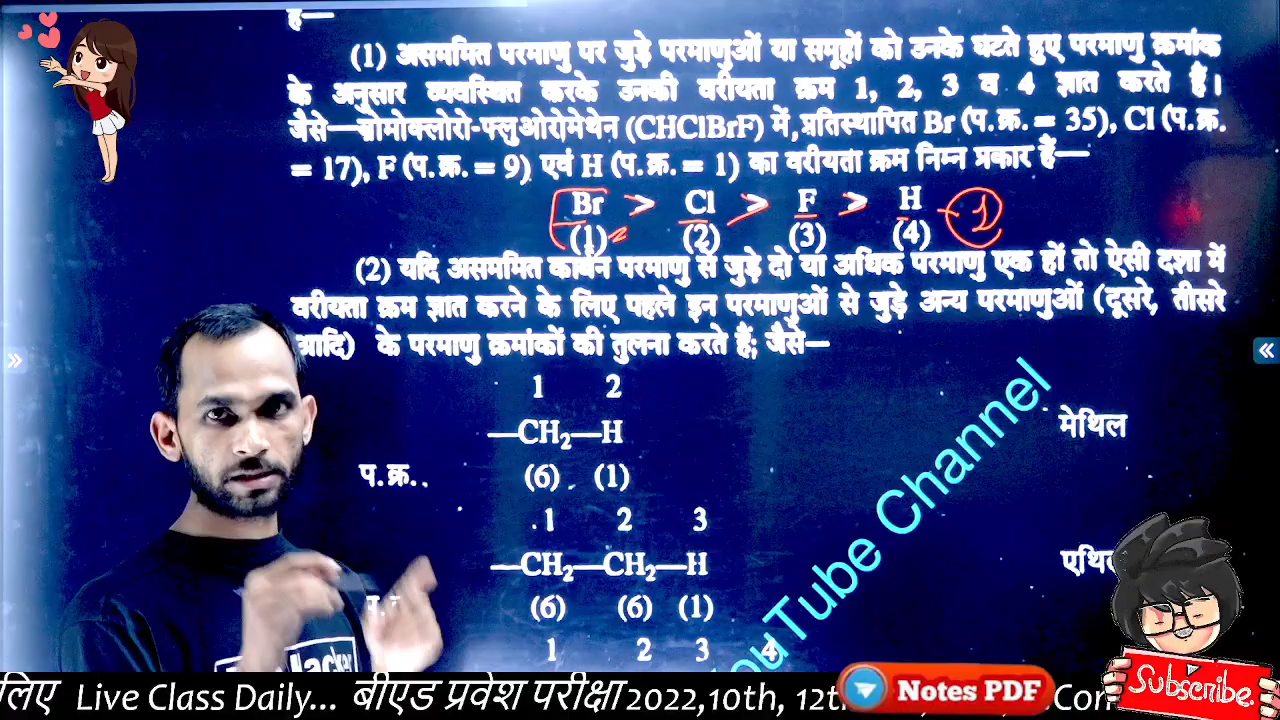 हैं—
(1) असममित परमाणु पर जुड़े परमाणुओं या समूहों को उनके घटते हुए परमाणु क्रमांक
के अनुसार व्यवस्थित करके उनकी वरीयता क्रम 1, 2, 3 व 4 ज्ञात करते हैं।
जैसे—ब्रोमोक्लोरो-फ्लुओरोमेथेन (CHClBrF) में, प्रतिस्थापित Br (प.क्र. = 35), Cl (प.क्र.
= 17), F (प.क्र. = 9) एवं H (प.क्र. = 1) का वरीयता क्रम निम्न प्रकार हैं—
Br > Cl > F > H - 1
(1) (2) (3) (4)
(2) यदि असममित कार्बन परमाणु से जुड़े दो या अधिक परमाणु एक हों तो ऐसी दशा में
वरीयता क्रम ज्ञात करने के लिए पहले इन परमाणुओं से जुड़े अन्य परमाणुओं (दूसरे, तीसरे
आदि) के परमाणु क्रमांकों की तुलना करते हैं; जैसे—
1 2
—CH₂—H मेथिल
प.क्र. (6) (1)
1 2 3
—CH₂—CH₂—H
(6) (6) (1)
1 2 3 4
YouTube Channel
Hacker
लिए Live Class Daily... बीएड प्रवेश परीक्षा 2022,10th,
Notes PDF
Subscribe.